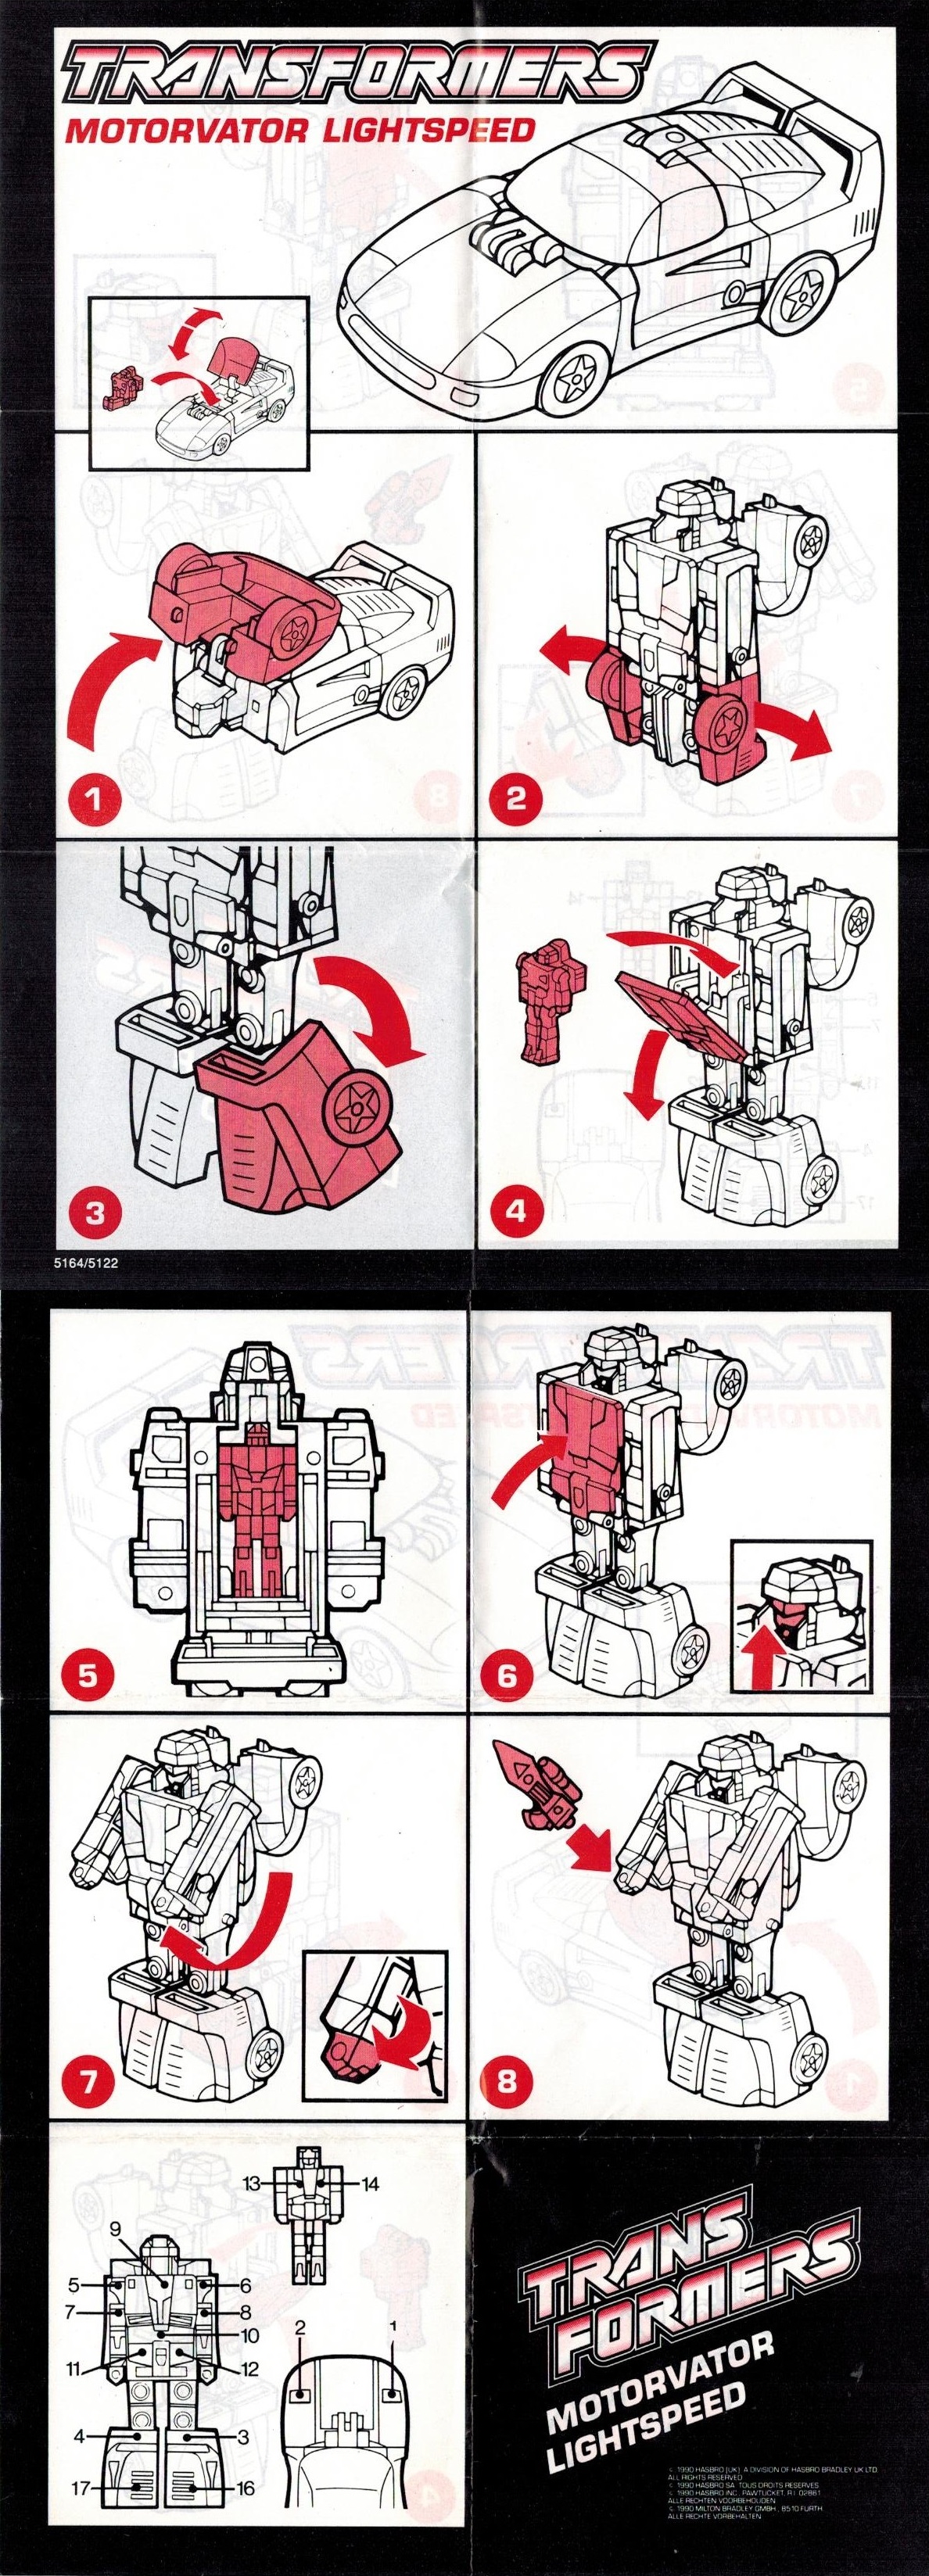 TRANSFORMERS
MOTORVATOR LIGHTSPEED
1
2
3
4
5164/5122
5
6
7
8
13
14
9
5
6
7
8
10
11
12
2
1
4
3
17
16
TRANS
FORMERS
MOTORVATOR
LIGHTSPEED
© 1990 HASBRO (UK) A DIVISION OF HASBRO BRADLEY UK LTD.
ALL RIGHTS RESERVED
© 1990 HASBRO SA TOUS DROITS RESERVES
© 1990 HASBRO INC., PAWTUCKET, R.I. 02861
ALLE RECHTEN VOORBEHOUDEN
© 1990 MILTON BRADLEY GMBH., 8510 FURTH
ALLE RECHTE VORBEHALTEN